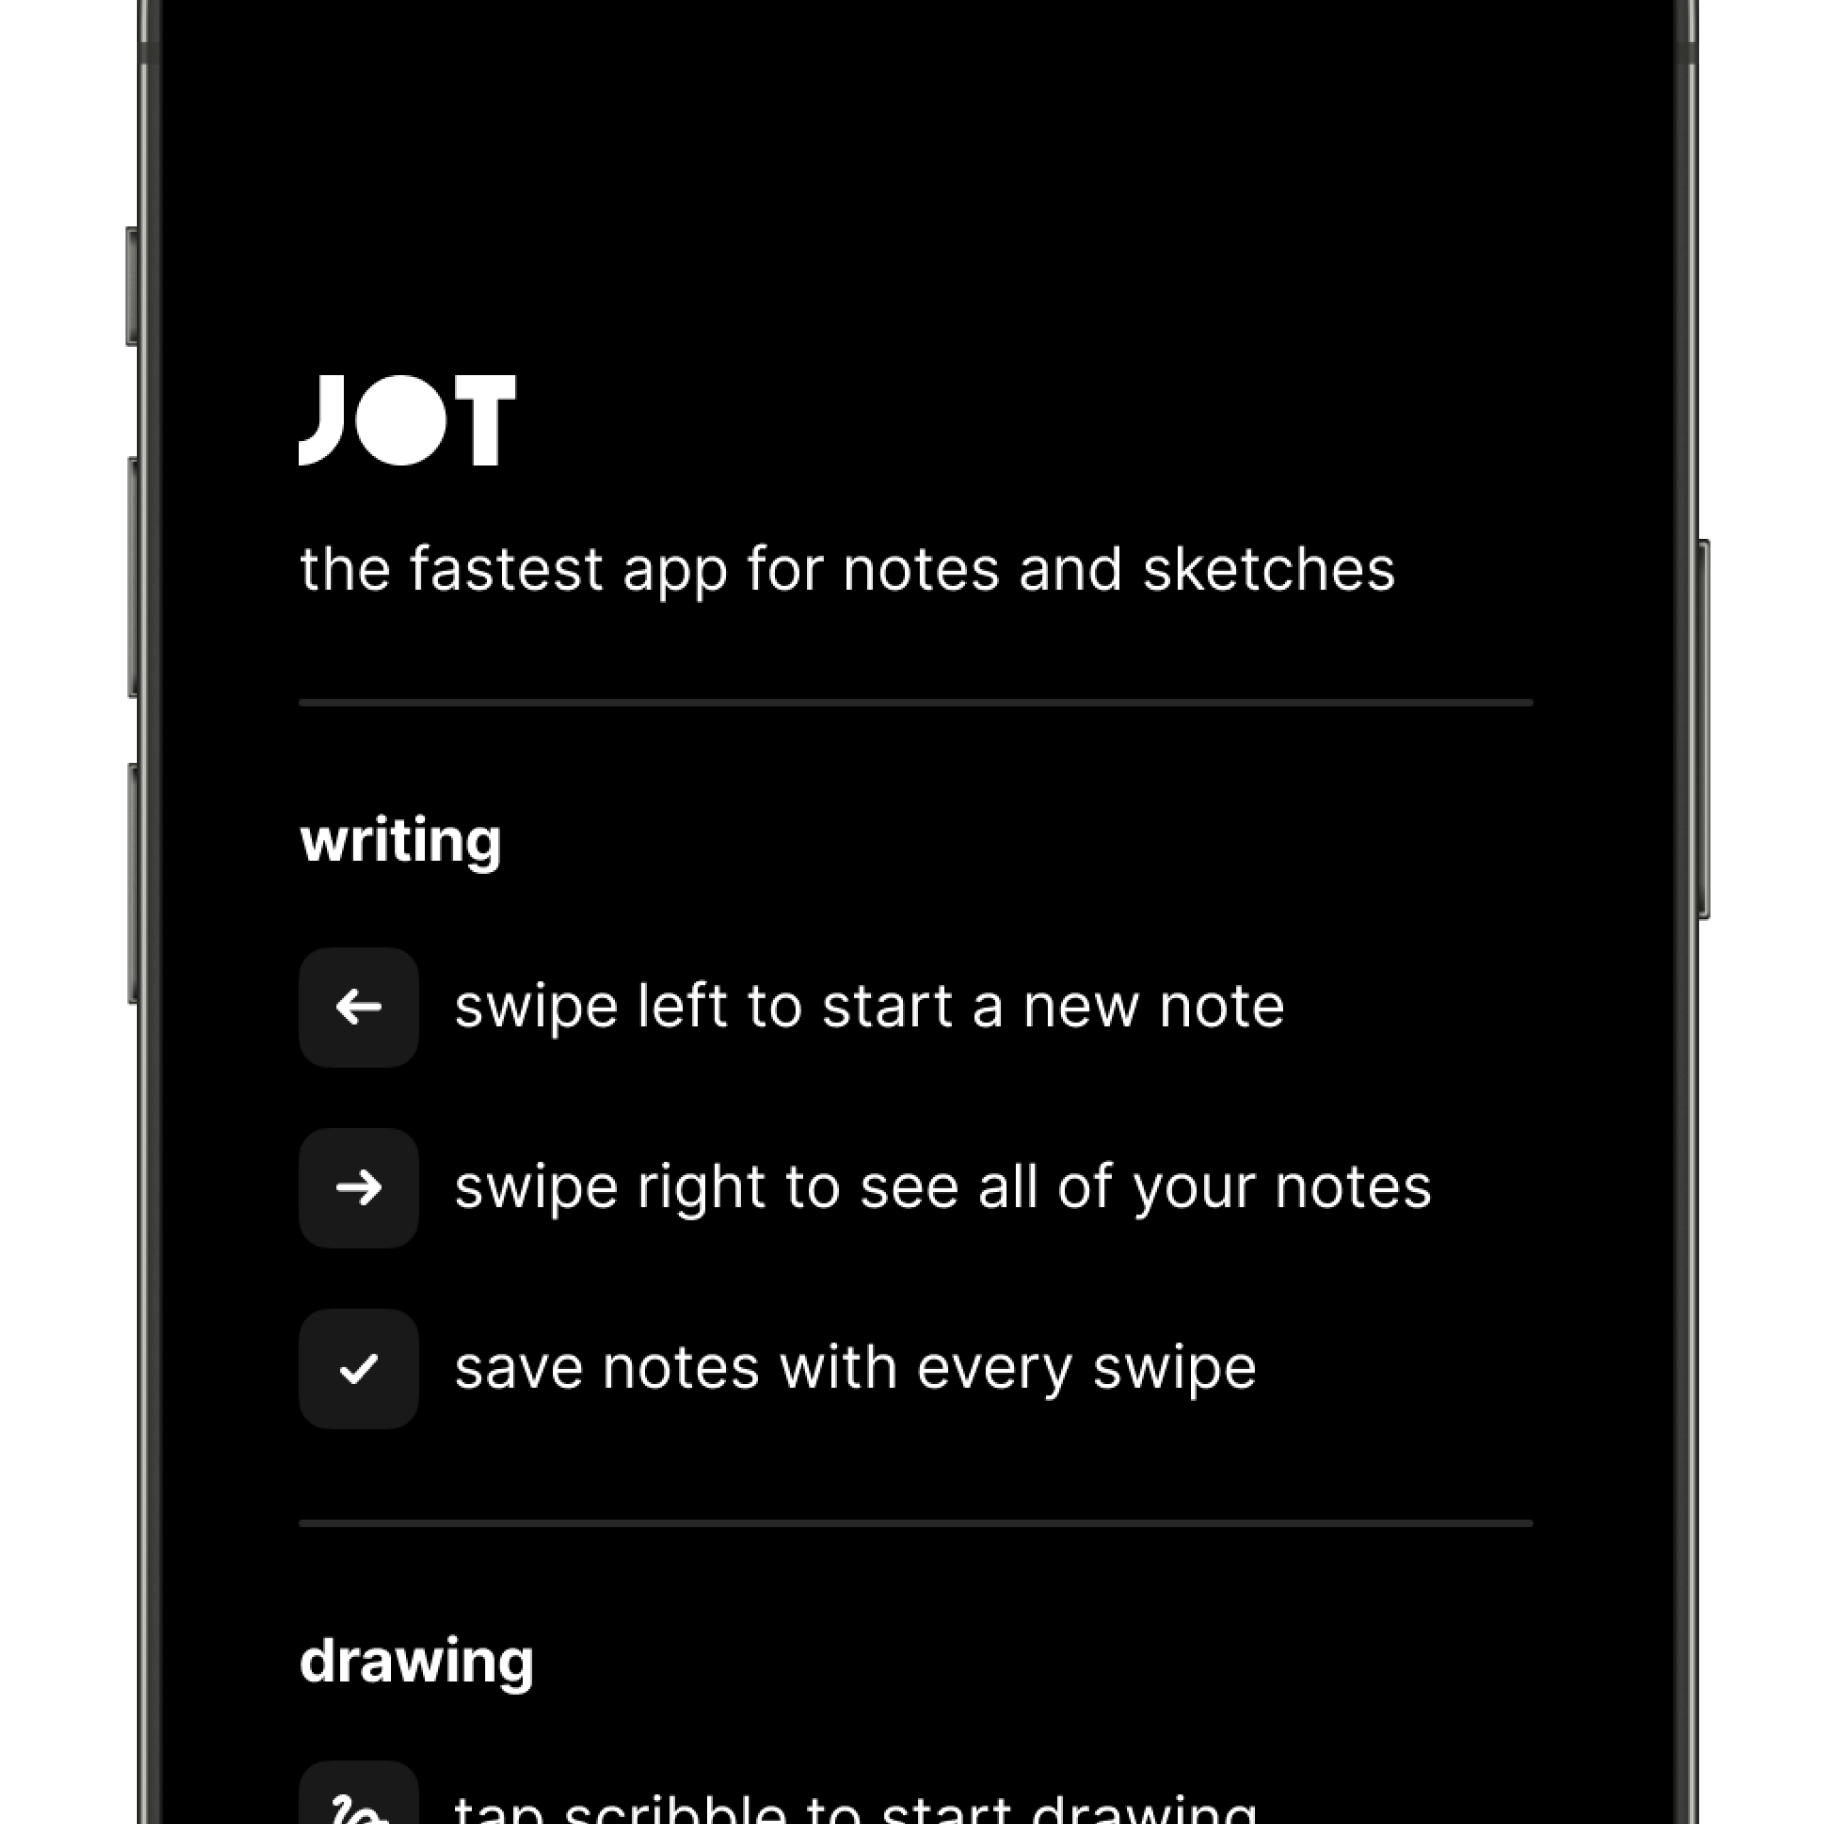 JOT
the fastest app for notes and sketches
writing
swipe left to start a new note
swipe right to see all of your notes
save notes with every swipe
drawing
tap scribble to start drawing